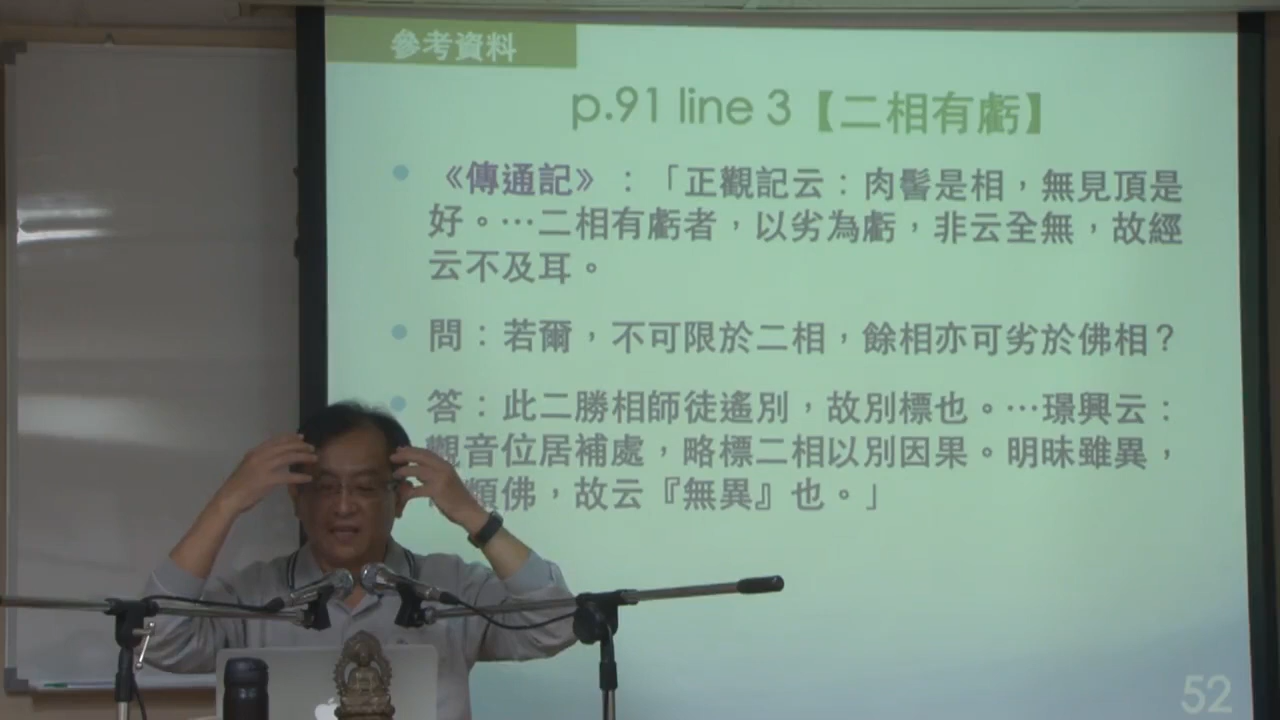 參考資料
p.91 line 3【二相有虧】
《傳通記》：「正觀記云：肉髻是相，無見頂是
好。…二相有虧者，以劣為虧，非云全無，故經
云不及耳。
問：若爾，不可限於二相，餘相亦可劣於佛相？
答：此二勝相師徒遙別，故別標也。…璟興云：
觀音位居補處，略標二相以別因果。明昧雖異，
類佛，故云『無異』也。」
52